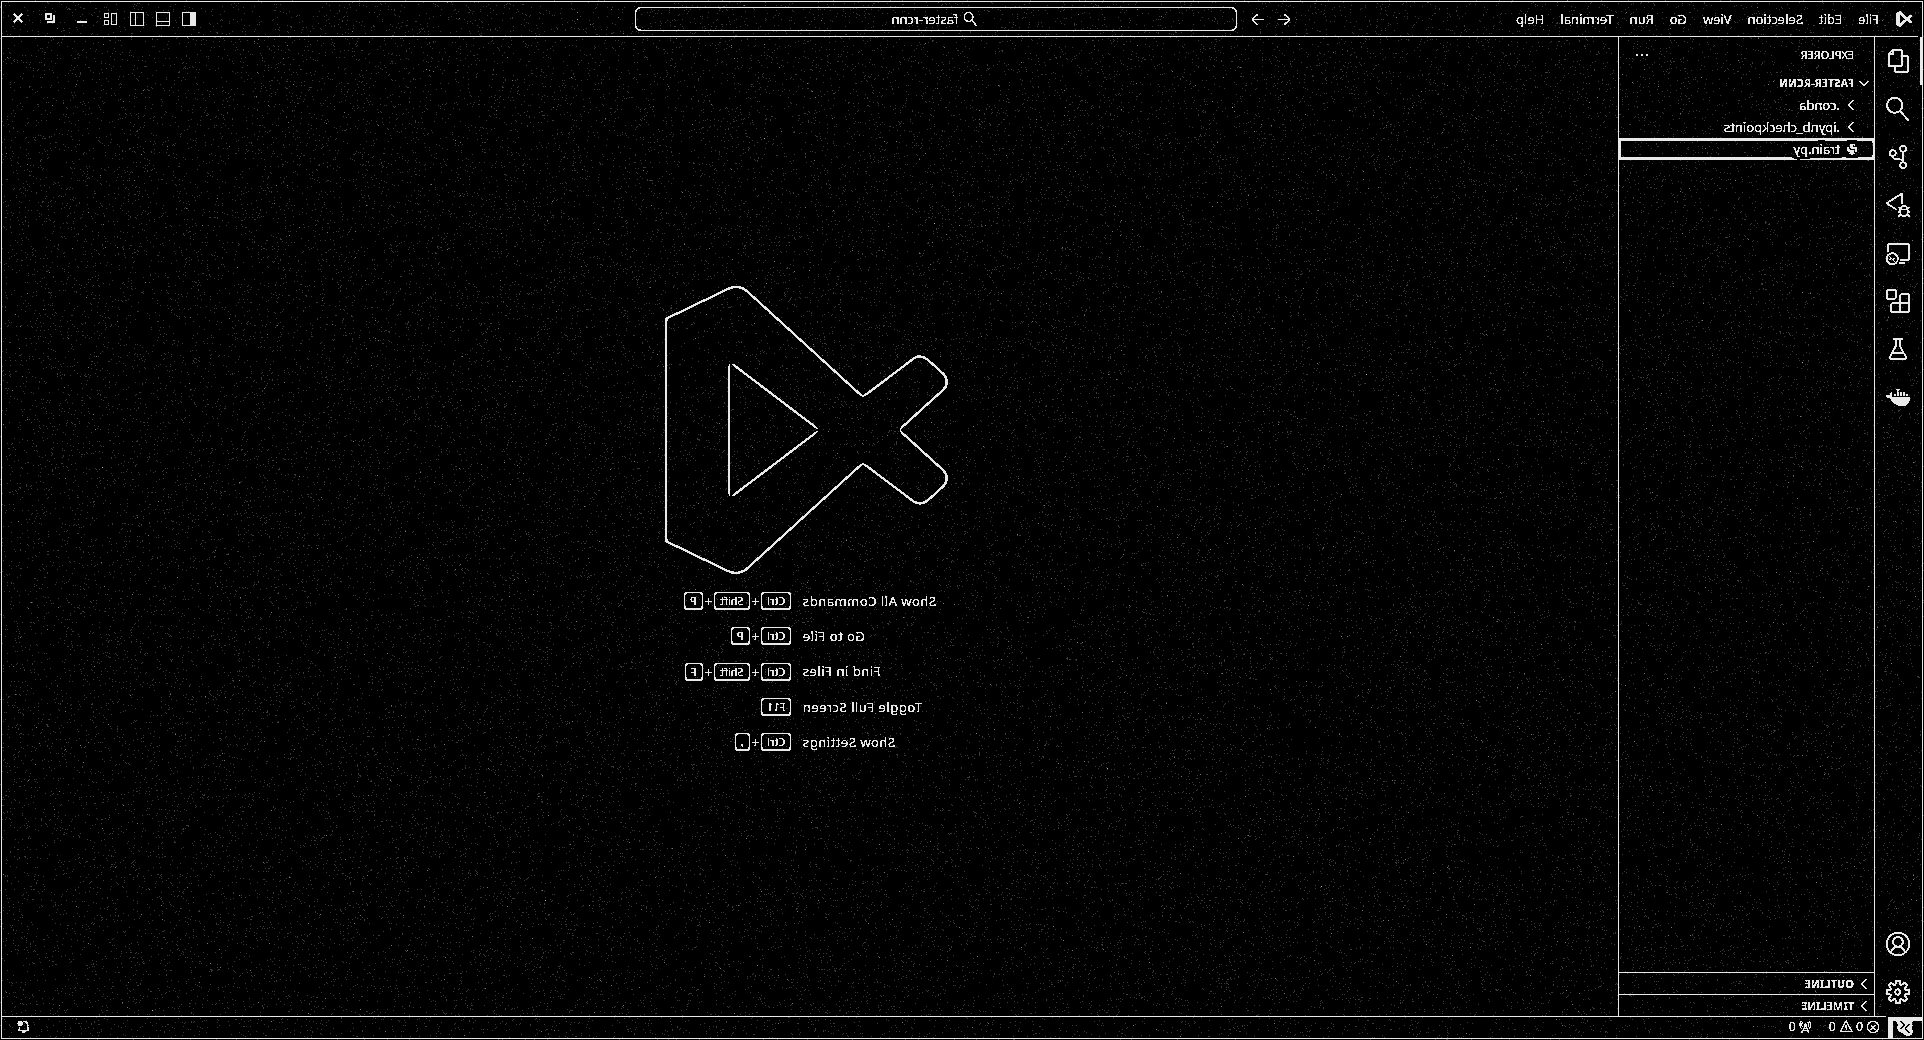 File Edit Selection View Go Run Terminal Help
faster-rcnn
EXPLORER
FASTER-RCNN
.conda
.ipynb_checkpoints
train.py
Show All Commands Ctrl + Shift + P
Go to File Ctrl + P
Find in Files Ctrl + Shift + F
Toggle Full Screen F11
Show Settings Ctrl + ,
OUTLINE
TIMELINE
0 0 0